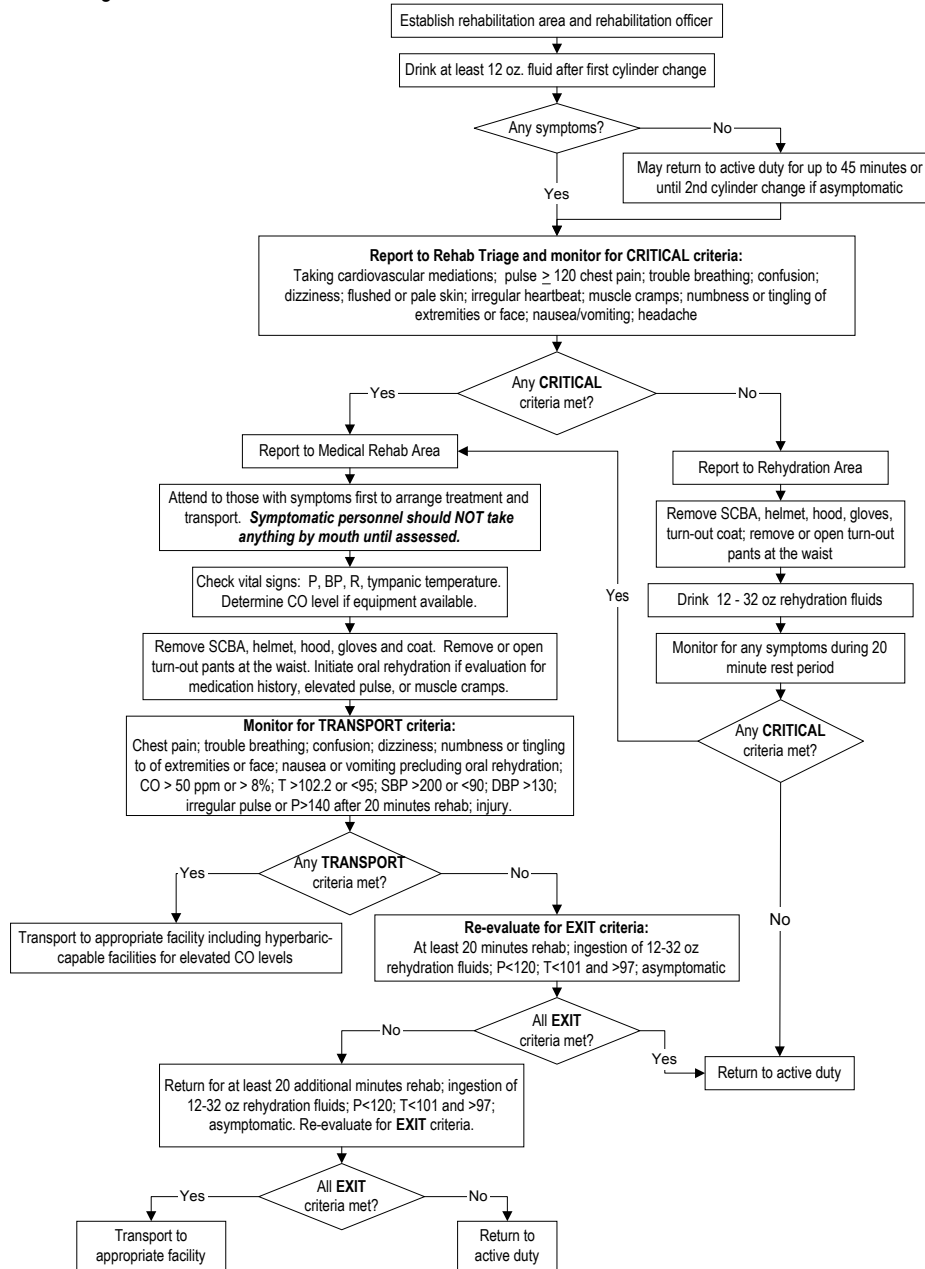 Establish rehabilitation area and rehabilitation officer
Drink at least 12 oz. fluid after first cylinder change
Any symptoms?
No
May return to active duty for up to 45 minutes or
until 2nd cylinder change if asymptomatic
Yes
Report to Rehab Triage and monitor for CRITICAL criteria:
Taking cardiovascular mediations; pulse ≥ 120 chest pain; trouble breathing; confusion;
dizziness; flushed or pale skin; irregular heartbeat; muscle cramps; numbness or tingling of
extremities or face; nausea/vomiting; headache
Any CRITICAL
criteria met?
Yes
No
Report to Medical Rehab Area
Attend to those with symptoms first to arrange treatment and
transport. Symptomatic personnel should NOT take
anything by mouth until assessed.
Check vital signs: P, BP, R, tympanic temperature.
Determine CO level if equipment available.
Remove SCBA, helmet, hood, gloves and coat. Remove or open
turn-out pants at the waist. Initiate oral rehydration if evaluation for
medication history, elevated pulse, or muscle cramps.
Monitor for TRANSPORT criteria:
Chest pain; trouble breathing; confusion; dizziness; numbness or tingling
to of extremities or face; nausea or vomiting precluding oral rehydration;
CO > 50 ppm or > 8%; T >102.2 or <95; SBP >200 or <90; DBP >130;
irregular pulse or P>140 after 20 minutes rehab; injury.
Report to Rehydration Area
Remove SCBA, helmet, hood, gloves,
turn-out coat; remove or open turn-out
pants at the waist
Drink 12 - 32 oz rehydration fluids
Monitor for any symptoms during 20
minute rest period
Any CRITICAL
criteria met?
Yes
No
Any TRANSPORT
criteria met?
Yes
No
Transport to appropriate facility including hyperbaric-
capable facilities for elevated CO levels
Re-evaluate for EXIT criteria:
At least 20 minutes rehab; ingestion of 12-32 oz
rehydration fluids; P<120; T<101 and >97; asymptomatic
All EXIT
criteria met?
No
Yes
Return to active duty
Return for at least 20 additional minutes rehab; ingestion of
12-32 oz rehydration fluids; P<120; T<101 and >97;
asymptomatic. Re-evaluate for EXIT criteria.
All EXIT
criteria met?
Yes
No
Transport to
appropriate facility
Return to
active duty